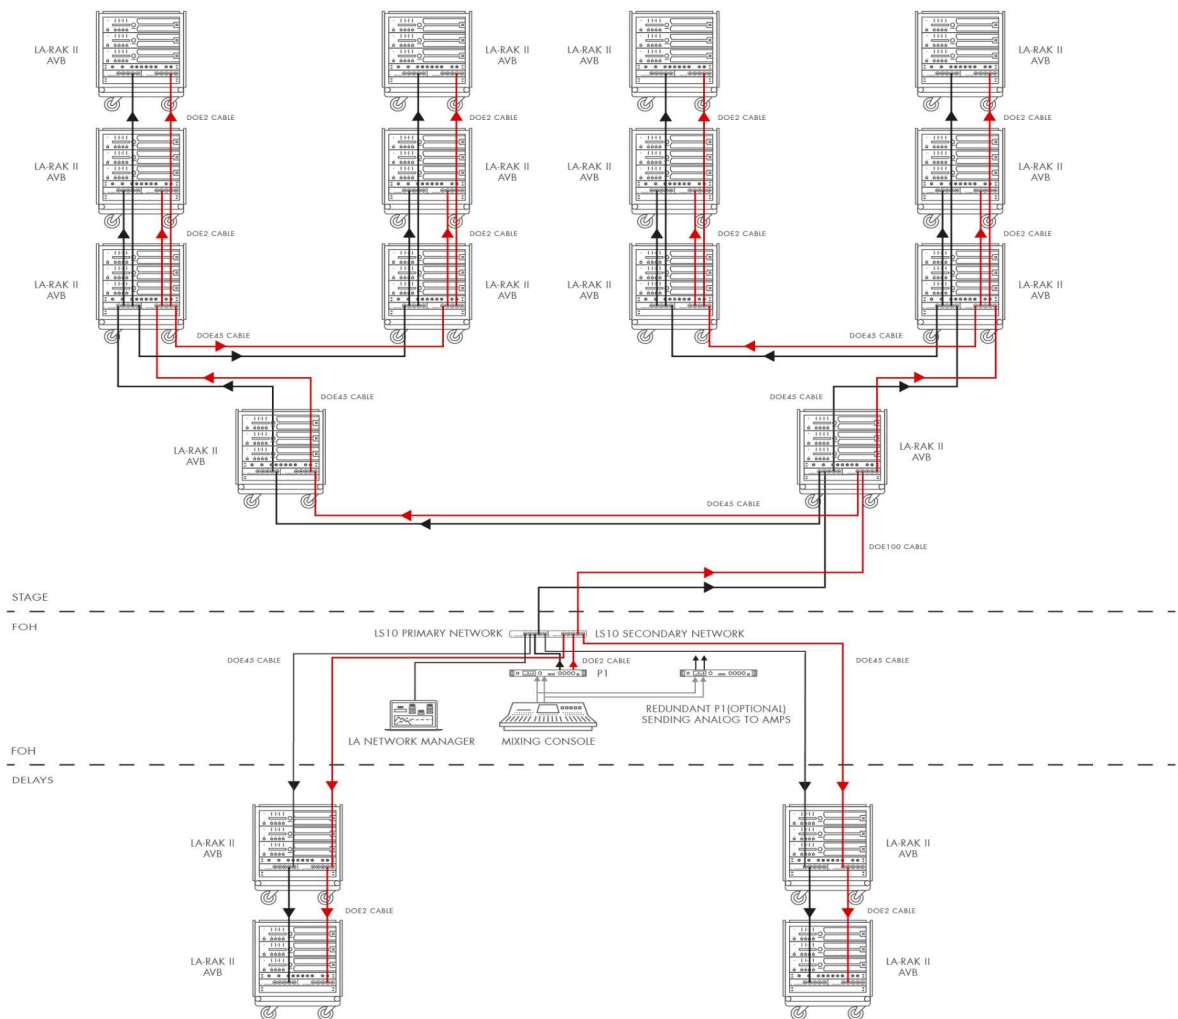 LA-RAK II
AVB
LA-RAK II
AVB
LA-RAK II
AVB
LA-RAK II
AVB
DOE2 CABLE
DOE2 CABLE
DOE2 CABLE
DOE2 CABLE
LA-RAK II
AVB
LA-RAK II
AVB
LA-RAK II
AVB
LA-RAK II
AVB
DOE2 CABLE
DOE2 CABLE
DOE2 CABLE
DOE2 CABLE
LA-RAK II
AVB
LA-RAK II
AVB
LA-RAK II
AVB
LA-RAK II
AVB
DOE45 CABLE
DOE45 CABLE
DOE45 CABLE
DOE45 CABLE
LA-RAK II
AVB
LA-RAK II
AVB
DOE45 CABLE
DOE100 CABLE
STAGE
FOH
LS10 PRIMARY NETWORK
LS10 SECONDARY NETWORK
DOE45 CABLE
DOE2 CABLE
DOE45 CABLE
P1
REDUNDANT P1(OPTIONAL)
SENDING ANALOG TO AMPS
LA NETWORK MANAGER
MIXING CONSOLE
FOH
DELAYS
LA-RAK II
AVB
LA-RAK II
AVB
DOE2 CABLE
DOE2 CABLE
LA-RAK II
AVB
LA-RAK II
AVB